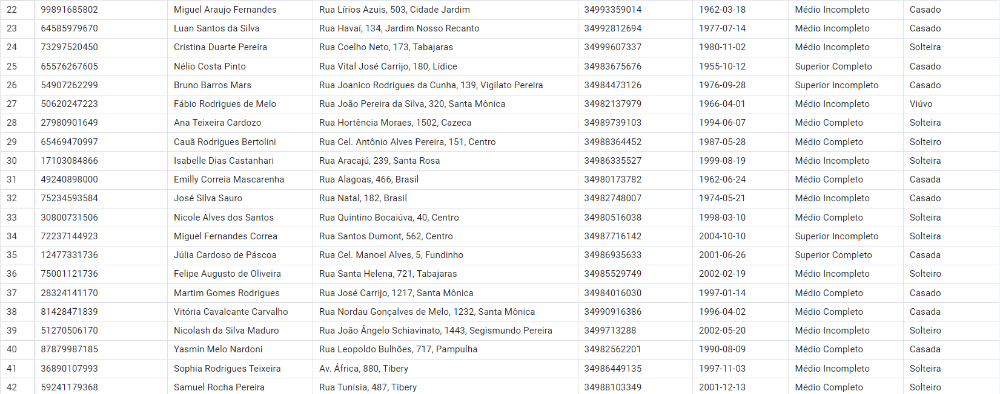 22 99891685802 Miguel Araujo Fernandes Rua Lírios Azuis, 503, Cidade Jardim 34993359014 1962-03-18 Médio Incompleto Casado
23 64585979670 Luan Santos da Silva Rua Havaí, 134, Jardim Nosso Recanto 34992812694 1977-07-14 Médio Incompleto Casado
24 73297520450 Cristina Duarte Pereira Rua Coelho Neto, 173, Tabajaras 34999607337 1980-11-02 Médio Incompleto Solteira
25 65576267605 Nélio Costa Pinto Rua Vital José Carrijo, 180, Lídice 34983675676 1955-10-12 Superior Completo Casado
26 54907262299 Bruno Barros Mars Rua Joanico Rodrigues da Cunha, 139, Vigilato Pereira 34984473126 1976-09-28 Superior Incompleto Casado
27 50620247223 Fábio Rodrigues de Melo Rua João Pereira da Silva, 320, Santa Mônica 34982137979 1966-04-01 Médio Incompleto Viúvo
28 27980901649 Ana Teixeira Cardozo Rua Hortência Moraes, 1502, Cazeca 34989739103 1994-06-07 Médio Completo Solteira
29 65469470997 Cauã Rodrigues Bertolini Rua Cel. Antônio Alves Pereira, 151, Centro 34988364452 1987-05-28 Médio Completo Solteiro
30 17103084866 Isabelle Dias Castanhari Rua Aracajú, 239, Santa Rosa 34986335527 1999-08-19 Médio Incompleto Solteira
31 49240898000 Emilly Correia Mascarenha Rua Alagoas, 466, Brasil 34980173782 1962-06-24 Médio Completo Casada
32 75234593584 José Silva Sauro Rua Natal, 182, Brasil 34982748007 1974-05-21 Médio Incompleto Casado
33 30800731506 Nicole Alves dos Santos Rua Quintino Bocaiúva, 40, Centro 34980516038 1998-03-10 Médio Completo Solteira
34 72237144923 Miguel Fernandes Correa Rua Santos Dumont, 562, Centro 34987716142 2004-10-10 Superior Incompleto Solteira
35 12477331736 Júlia Cardoso de Páscoa Rua Cel. Manoel Alves, 5, Fundinho 34986935633 2001-06-26 Superior Completo Casada
36 75001121736 Felipe Augusto de Oliveira Rua Santa Helena, 721, Tabajaras 34985529749 2002-02-19 Médio Incompleto Solteiro
37 28324141170 Martim Gomes Rodrigues Rua José Carrijo, 1217, Santa Mônica 34984016030 1997-01-14 Médio Completo Casado
38 81428471839 Vitória Cavalcante Carvalho Rua Nordau Gonçalves de Melo, 1232, Santa Mônica 34990916386 1996-04-02 Médio Completo Casada
39 51270506170 Nicolash da Silva Maduro Rua João Ângelo Schiavinato, 1443, Segismundo Pereira 3499713288 2002-05-20 Médio Incompleto Solteiro
40 87879987185 Yasmin Melo Nardoni Rua Leopoldo Bulhões, 717, Pampulha 34982562201 1990-08-09 Médio Completo Casada
41 36890107993 Sophia Rodrigues Teixeira Av. África, 880, Tibery 34986449135 1997-11-03 Médio Incompleto Solteira
42 59241179368 Samuel Rocha Pereira Rua Tunísia, 487, Tibery 34988103349 2001-12-13 Médio Completo Solteiro